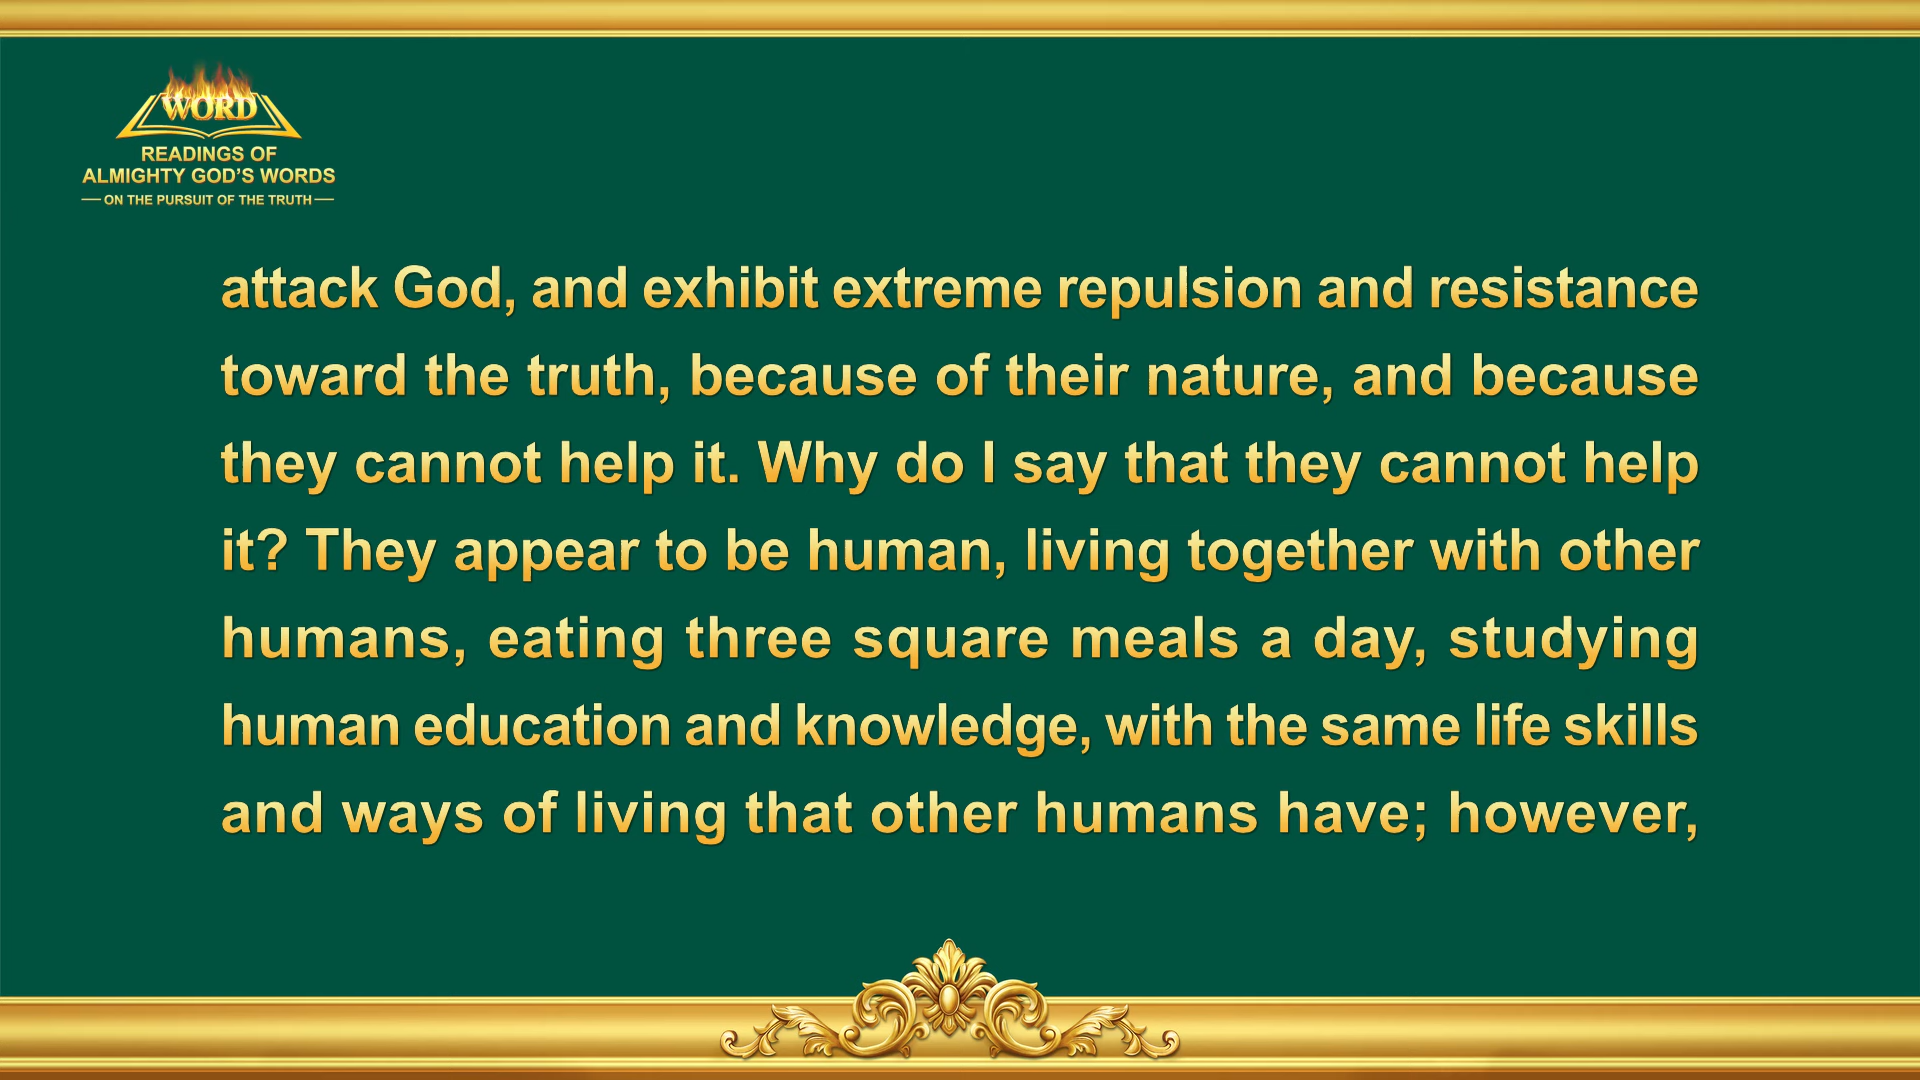 WORD
READINGS OF
ALMIGHTY GOD'S WORDS
ON THE PURSUIT OF THE TRUTH
attack God, and exhibit extreme repulsion and resistance
toward the truth, because of their nature, and because
they cannot help it. Why do I say that they cannot help
it? They appear to be human, living together with other
humans, eating three square meals a day, studying
human education and knowledge, with the same life skills
and ways of living that other humans have; however,